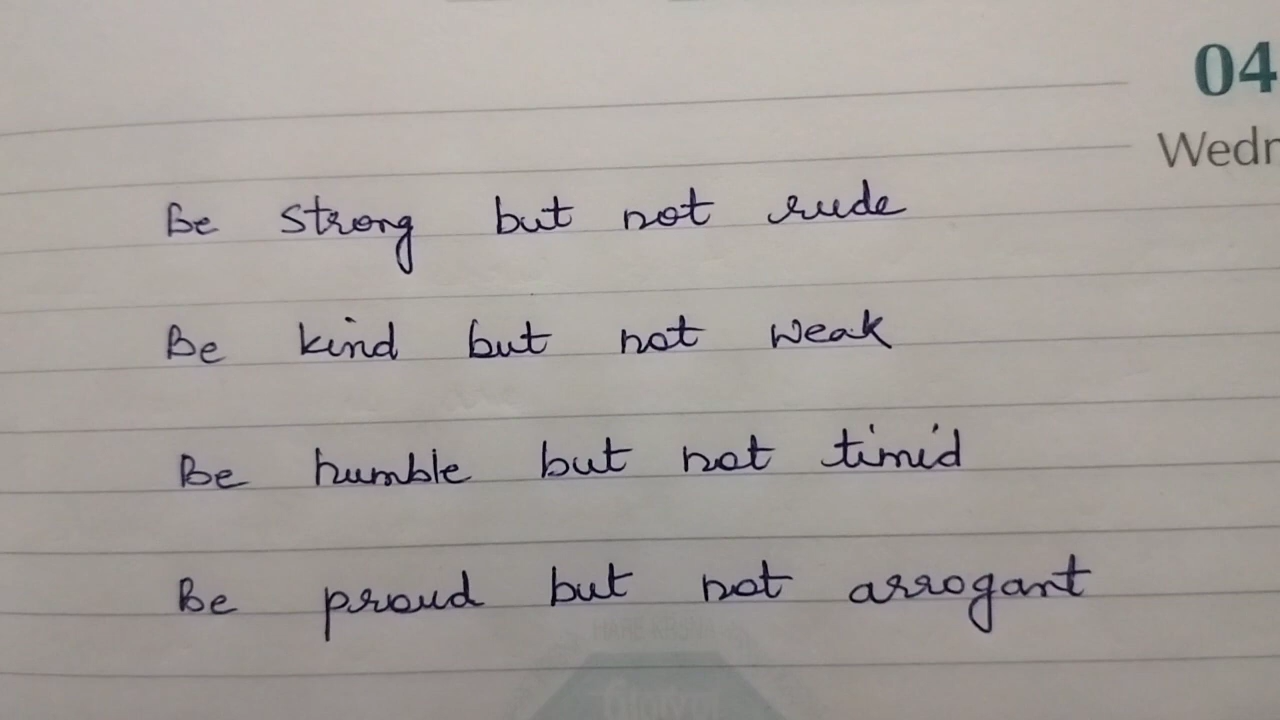 04
Wedn
Be strong but not rude
Be kind but not weak
Be humble but not timid
Be proud but not arrogant